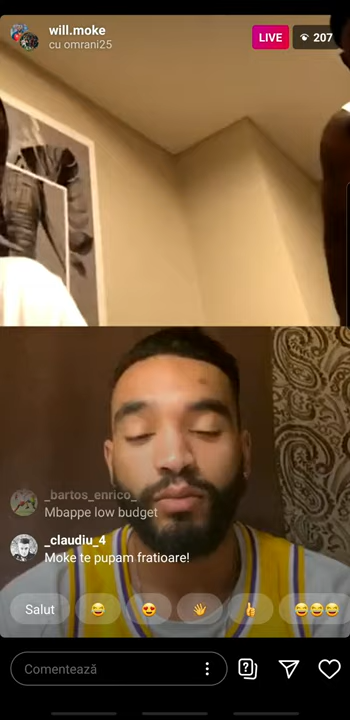 will.moke
cu omrani25
LIVE
207
_bartos_enrico_
Mbappe low budget
_claudiu_4
Moke te pupam fratioare!
Salut
Comentează